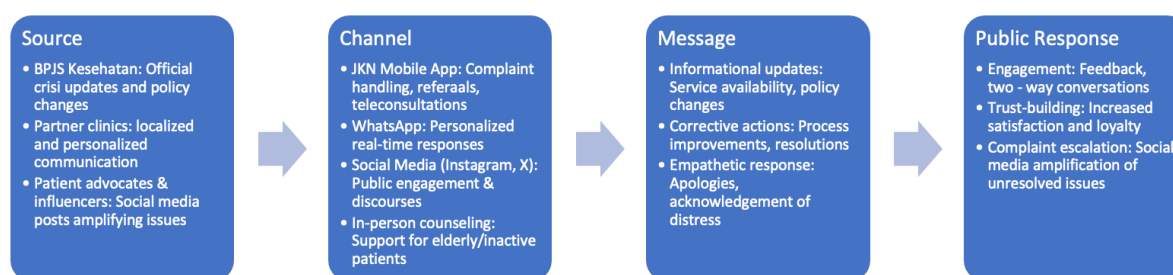 Source
• BPJS Kesehatan: Official
crisi updates and policy
changes
• Partner clinics: localized
and personalized
communication
• Patient advocates &
influencers: Social media
posts amplifying issues
Channel
• JKN Mobile App: Complaint
handling, referaals,
teleconsultations
• WhatsApp: Personalized
real-time responses
• Social Media (Instagram, X):
Public engagement &
discourses
• In-person counseling:
Support for elderly/inactive
patients
Message
• Informational updates:
Service availability, policy
changes
• Corrective actions: Process
improvements, resolutions
• Empathetic response:
Apologies,
acknowledgement of
distress
Public Response
• Engagement: Feedback,
two - way conversations
• Trust-building: Increased
satisfaction and loyalty
• Complaint escalation: Social
media amplification of
unresolved issues